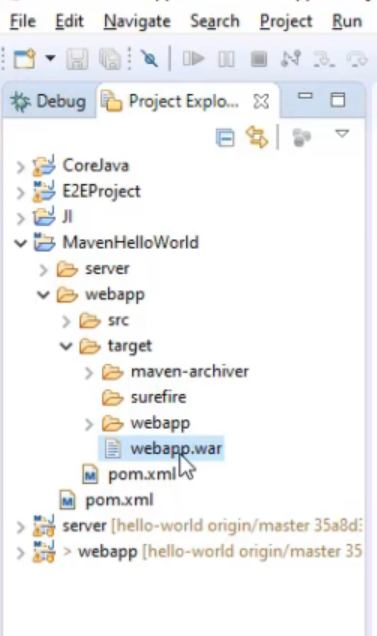 File Edit Navigate Search Project Run
Debug Project Explo...
CoreJava
E2EProject
JI
MavenHelloWorld
server
webapp
src
target
maven-archiver
surefire
webapp
webapp.war
pom.xml
pom.xml
server [hello-world origin/master 35a8d
> webapp [hello-world origin/master 35